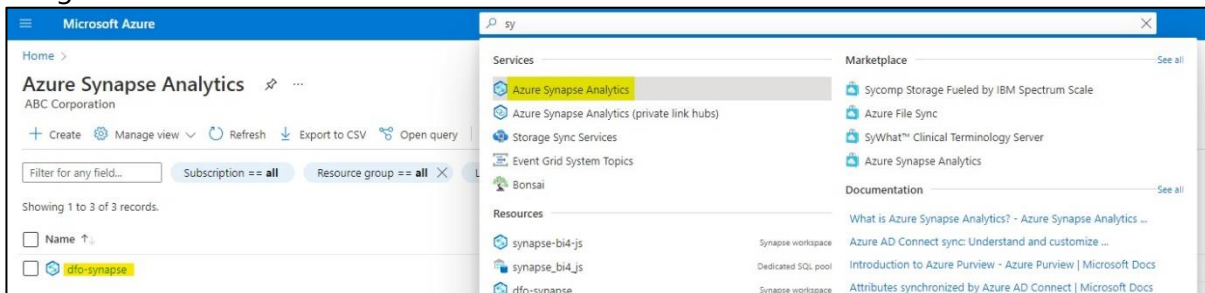 Microsoft Azure
sy
Home >
Azure Synapse Analytics ...
ABC Corporation
+ Create Manage view Refresh Export to CSV Open query
Filter for any field... Subscription == all Resource group == all
Showing 1 to 3 of 3 records.
Name ↑↓
dfo-synapse
Services
Azure Synapse Analytics
Azure Synapse Analytics (private link hubs)
Storage Sync Services
Event Grid System Topics
Bonsai
Resources
synapse-bi4-js Synapse workspace
synapse_bi4_js Dedicated SQL pool
dfo-synapse Synapse workspace
Marketplace See all
Sycomp Storage Fueled by IBM Spectrum Scale
Azure File Sync
SyWhat™ Clinical Terminology Server
Azure Synapse Analytics
Documentation See all
What is Azure Synapse Analytics? - Azure Synapse Analytics ...
Azure AD Connect sync: Understand and customize ...
Introduction to Azure Purview - Azure Purview | Microsoft Docs
Attributes synchronized by Azure AD Connect | Microsoft Docs